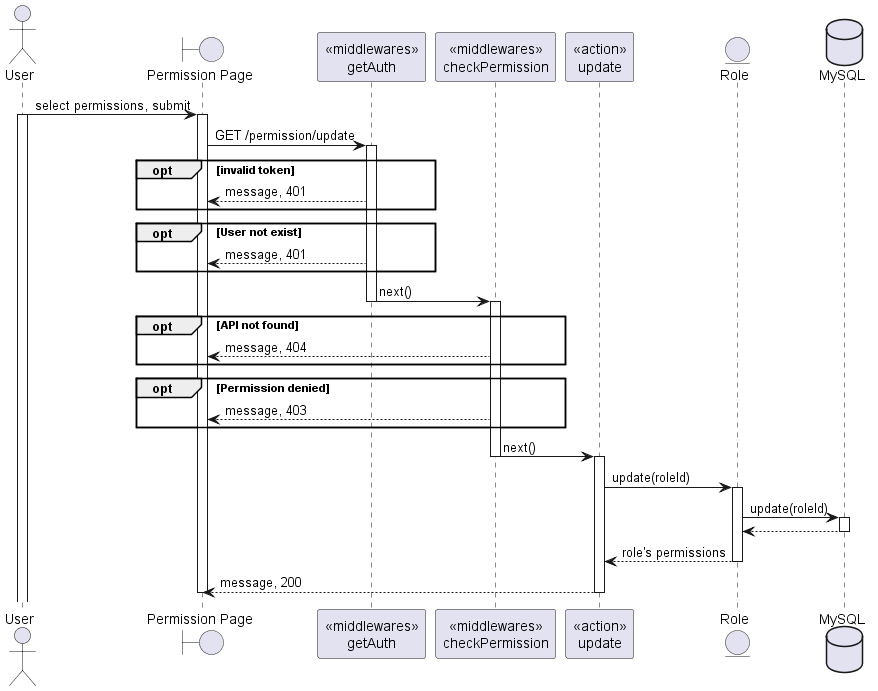 User
Permission Page
«middlewares»
getAuth
«middlewares»
checkPermission
«action»
update
Role
MySQL
select permissions, submit
GET /permission/update
opt [invalid token]
message, 401
opt [User not exist]
message, 401
next()
opt [API not found]
message, 404
opt [Permission denied]
message, 403
next()
update(roleId)
update(roleId)
role's permissions
message, 200
User
Permission Page
«middlewares»
getAuth
«middlewares»
checkPermission
«action»
update
Role
MySQL